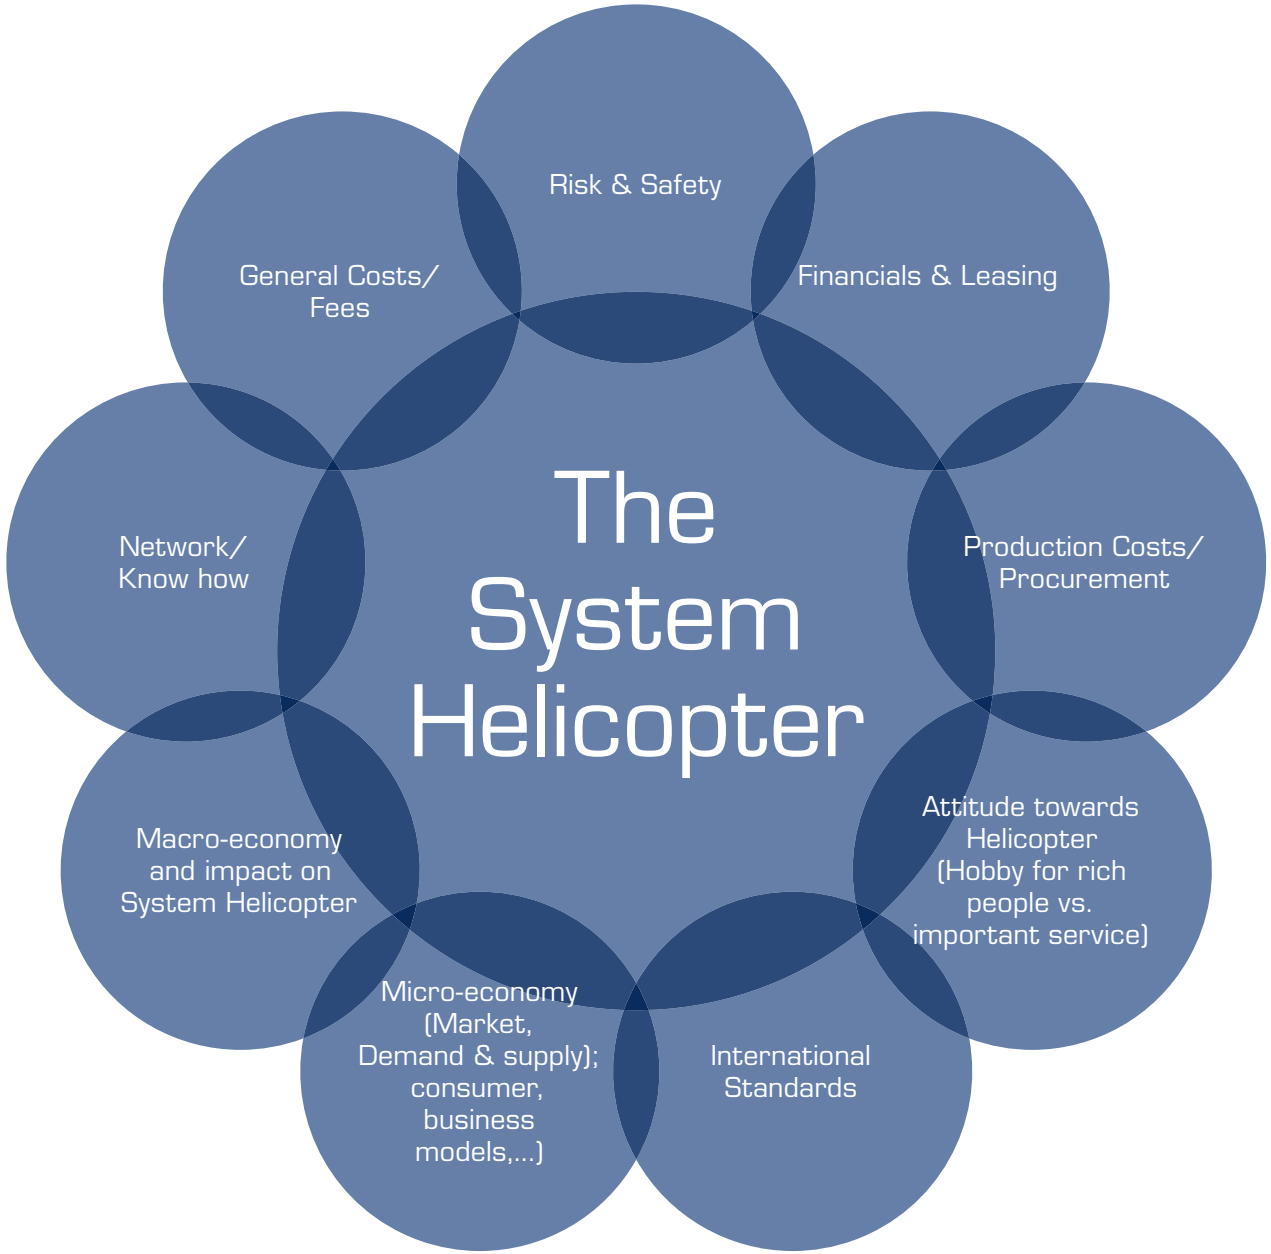 Risk & Safety
General Costs/
Fees
Financials & Leasing
Network/
Know how
The
System
Helicopter
Production Costs/
Procurement
Macro-economy
and impact on
System Helicopter
Attitude towards
Helicopter
(Hobby for rich
people vs.
important service)
Micro-economy
(Market,
Demand & supply);
consumer,
business
models,...)
International
Standards